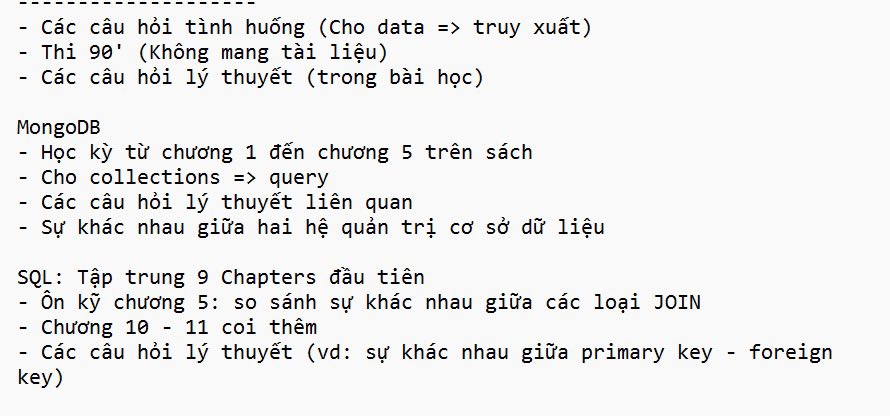 ---------------------
- Các câu hỏi tình huống (Cho data => truy xuất)
- Thi 90' (Không mang tài liệu)
- Các câu hỏi lý thuyết (trong bài học)
MongoDB
- Học kỳ từ chương 1 đến chương 5 trên sách
- Cho collections => query
- Các câu hỏi lý thuyết liên quan
- Sự khác nhau giữa hai hệ quản trị cơ sở dữ liệu
SQL: Tập trung 9 Chapters đầu tiên
- Ôn kỹ chương 5: so sánh sự khác nhau giữa các loại JOIN
- Chương 10 - 11 coi thêm
- Các câu hỏi lý thuyết (vd: sự khác nhau giữa primary key - foreign
key)